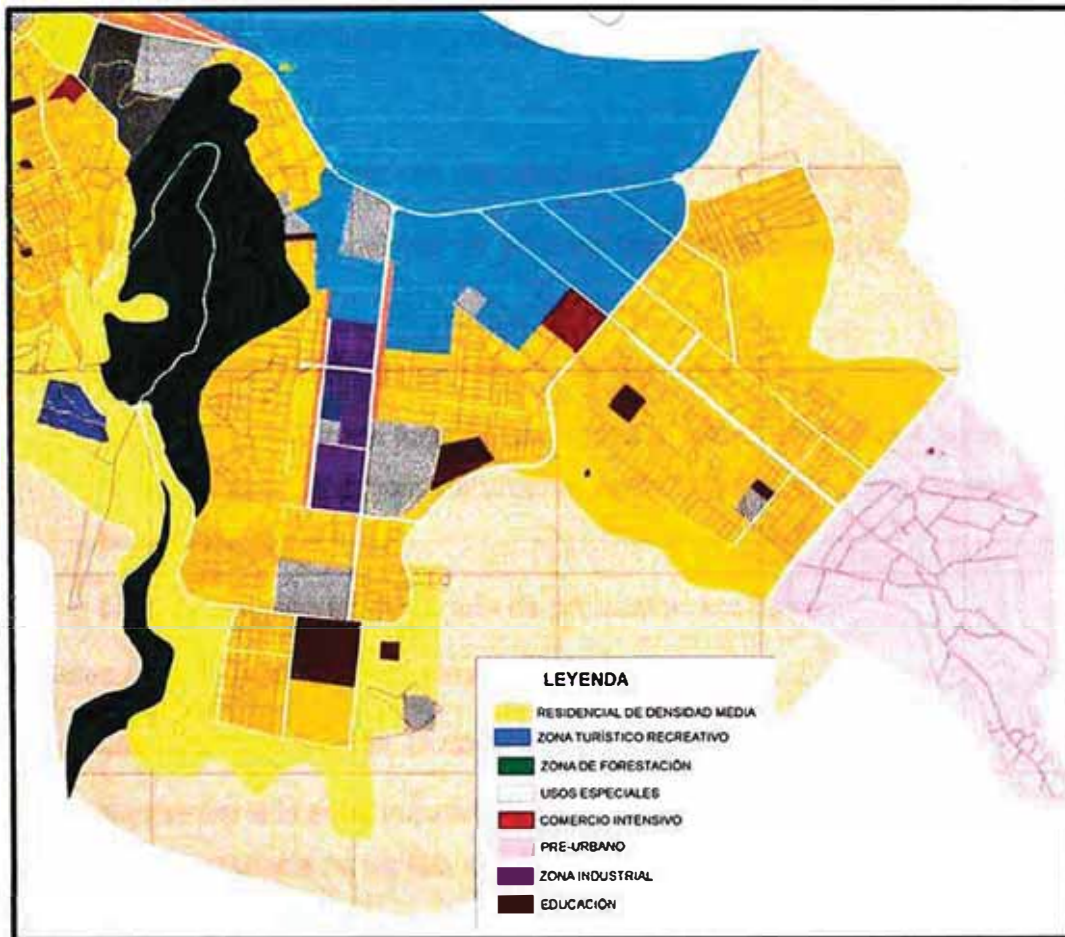 LEYENDA
RESIDENCIAL DE DENSIDAD MEDIA
ZONA TURÍSTICO RECREATIVO
ZONA DE FORESTACIÓN
USOS ESPECIALES
COMERCIO INTENSIVO
PRE-URBANO
ZONA INDUSTRIAL
EDUCACIÓN